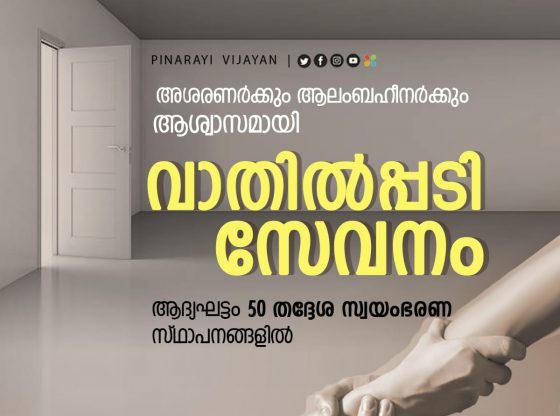 PINARAYI VIJAYAN |
അശരണർക്കും ആലംബഹീനർക്കും
ആശ്വാസമായി
വാതിൽപ്പടി
സേവനം
ആദ്യഘട്ടം 50 തദ്ദേശ സ്വയംഭരണ
സ്ഥാപനങ്ങളിൽ